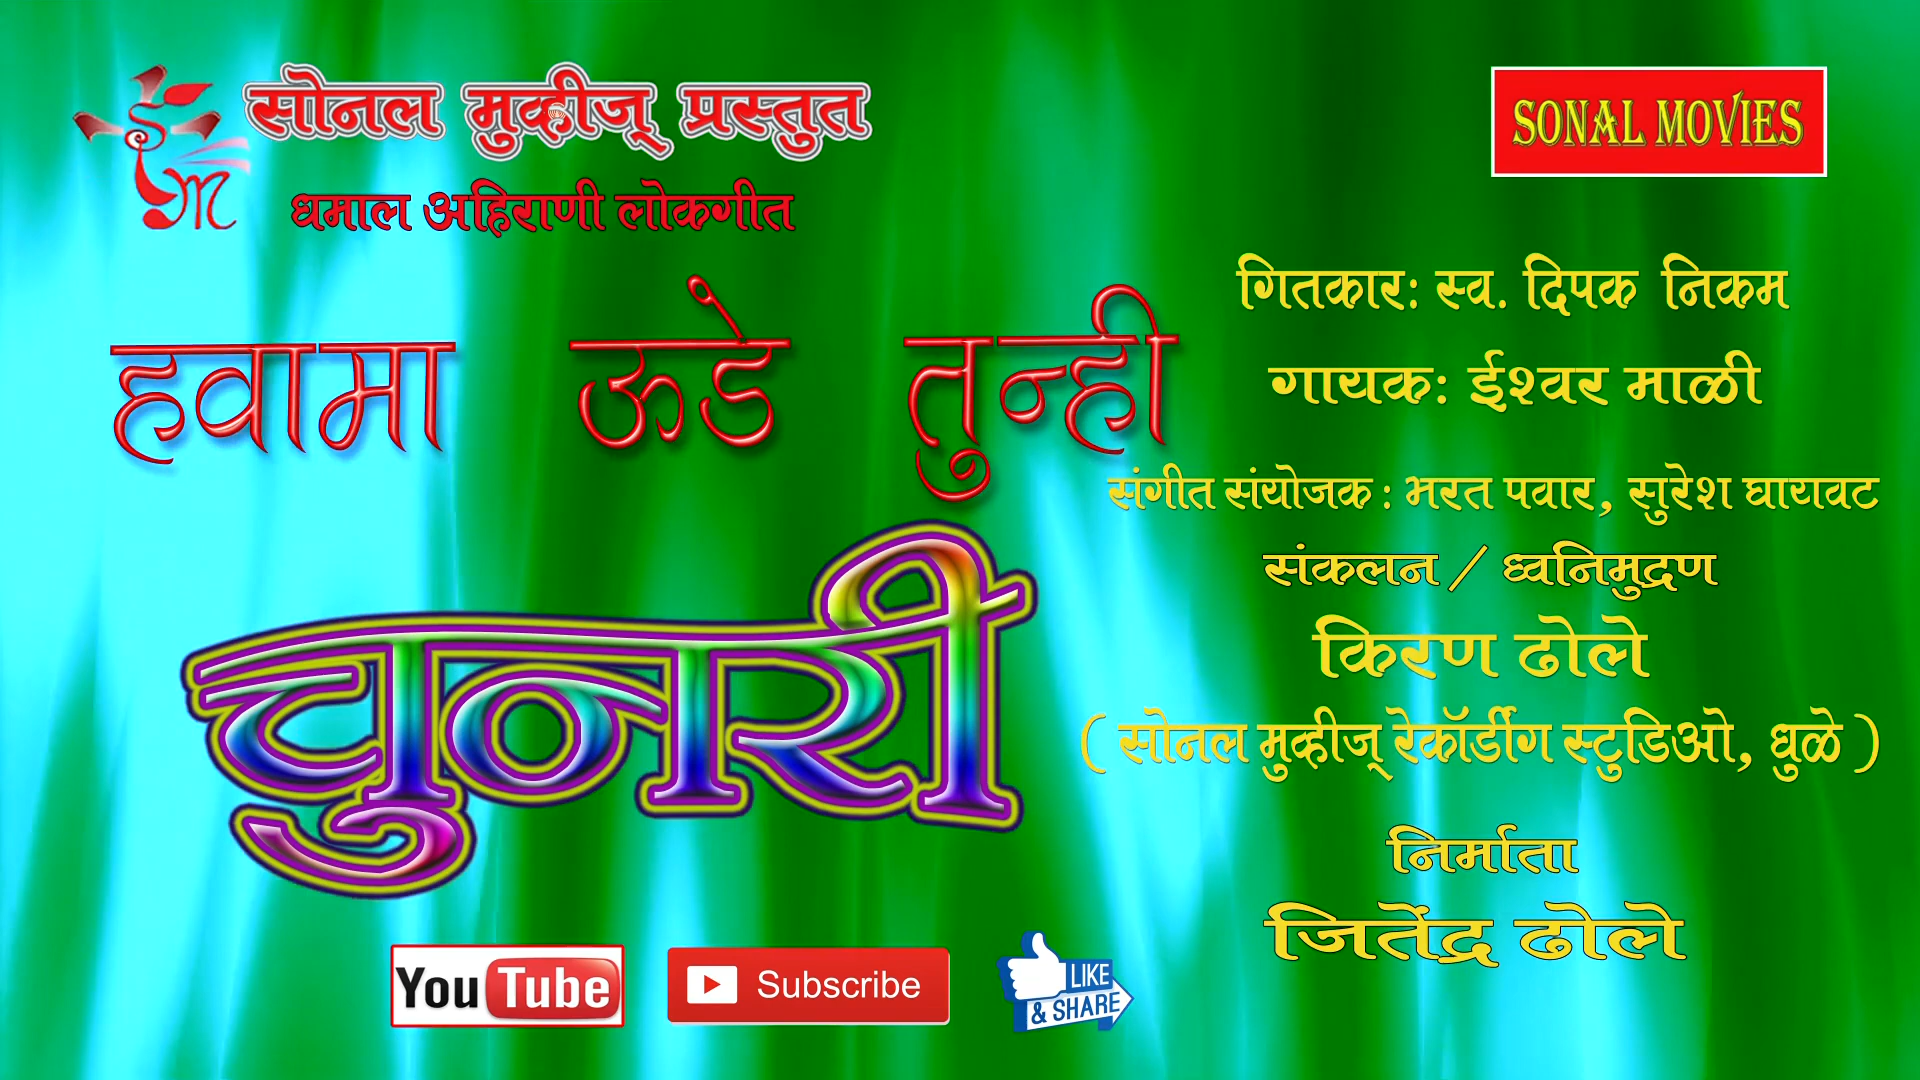 सोनल मुव्हीज् प्रस्तुत
धमाल अहिराणी लोकगीत
हवामा ऊडे तुन्ही
चुनरी
SONAL MOVIES
गितकार: स्व. दिपक निकम
गायक: ईश्वर माळी
संगीत संयोजक : भरत पवार, सुरेश घायवट
संकलन / ध्वनिमुद्रण
किरण ढोले
( सोनल मुव्हीज् रेकॉर्डींग स्टुडिओ, धुळे )
निर्माता
जितेंद्र ढोले
YouTube
Subscribe
LIKE
& SHARE
S
M